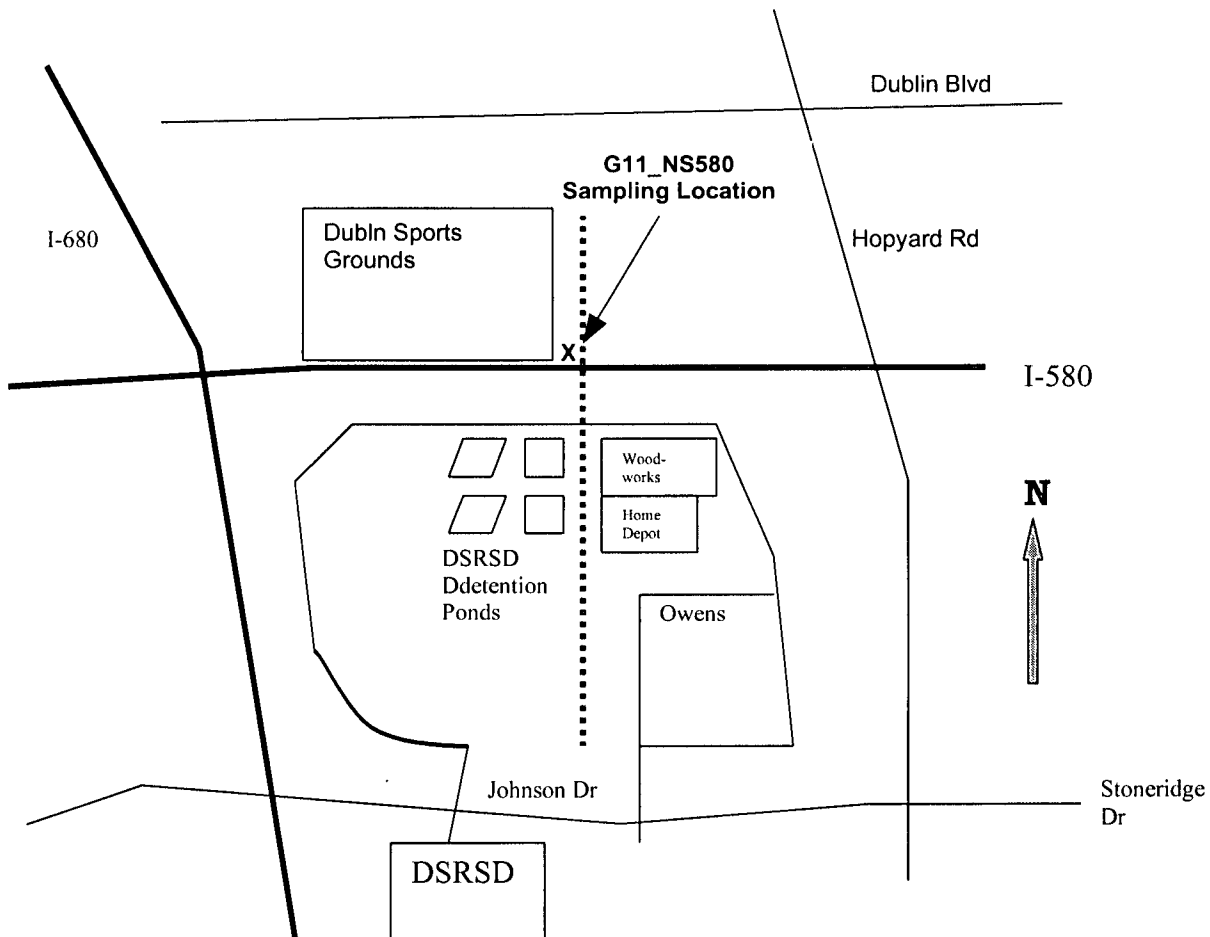 Dublin Blvd
G11_NS580
Sampling Location
I-680
Dubln Sports
Grounds
Hopyard Rd
X
I-580
Wood-
works
N
Home
Depot
DSRSD
Ddetention
Ponds
Owens
Johnson Dr
Stoneridge
Dr
DSRSD